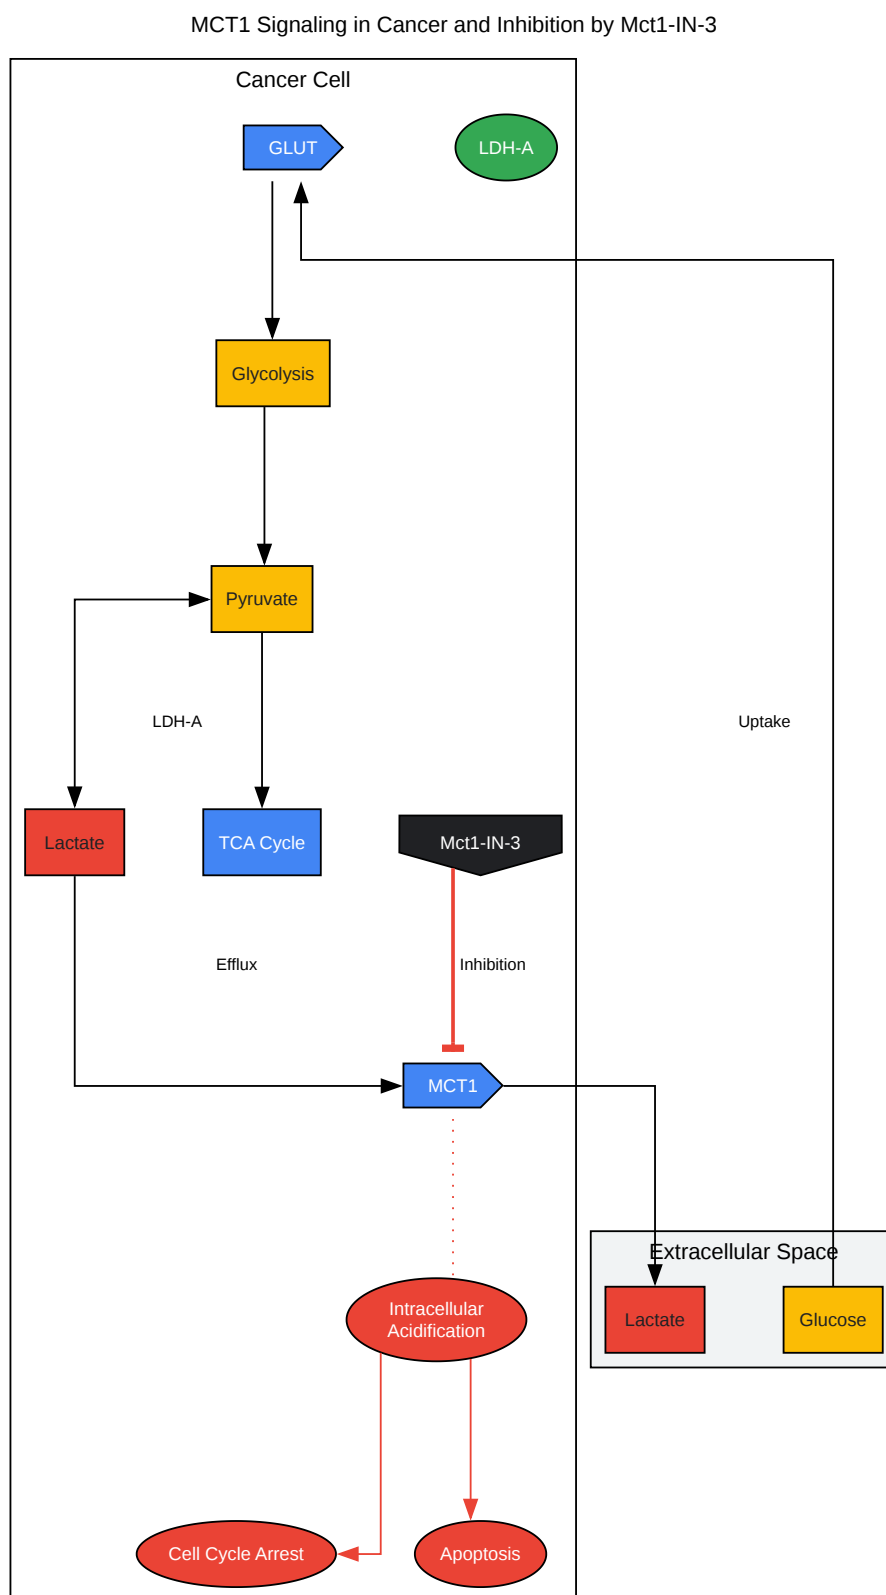 MCT1 Signaling in Cancer and Inhibition by Mct1-IN-3
Cancer Cell
GLUT
LDH-A
Glycolysis
Pyruvate
LDH-A
Uptake
Lactate
TCA Cycle
Mct1-IN-3
Efflux
Inhibition
MCT1
Extracellular Space
Intracellular
Acidification
Lactate
Glucose
Cell Cycle Arrest
Apoptosis